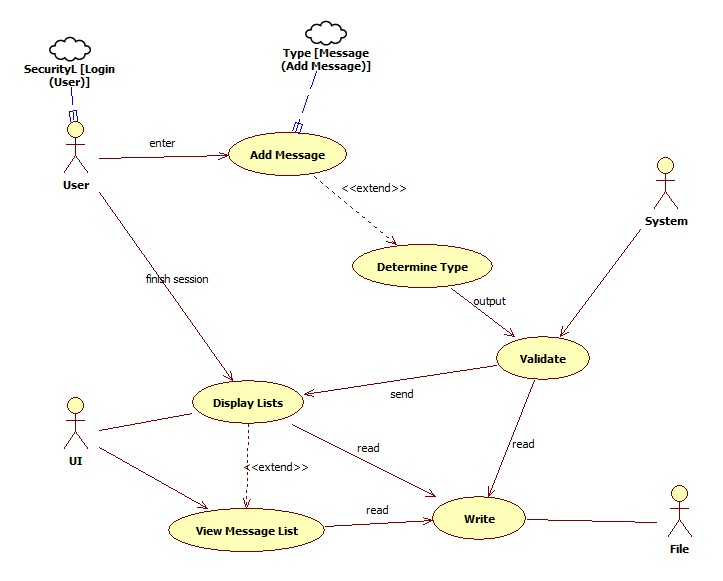 SecurityL [Login
(User)]
Type [Message
(Add Message)]
enter
Add Message
User
<<extend>>
System
Determine Type
finish session
output
Validate
send
Display Lists
UI
read
read
<<extend>>
read
View Message List
Write
File